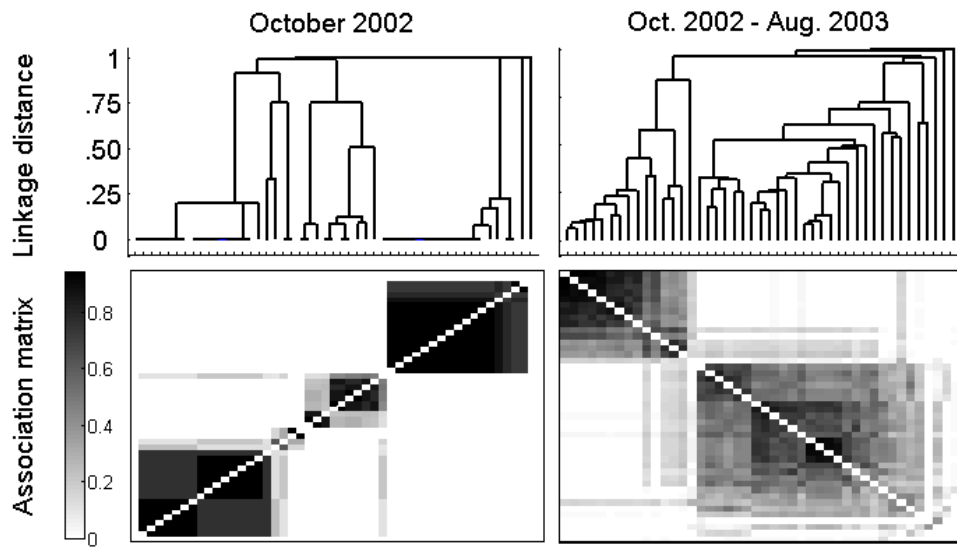 October 2002
Oct. 2002 - Aug. 2003
Linkage distance
1
.75
.50
.25
0
Association matrix
0.8
0.6
0.4
0.2
0